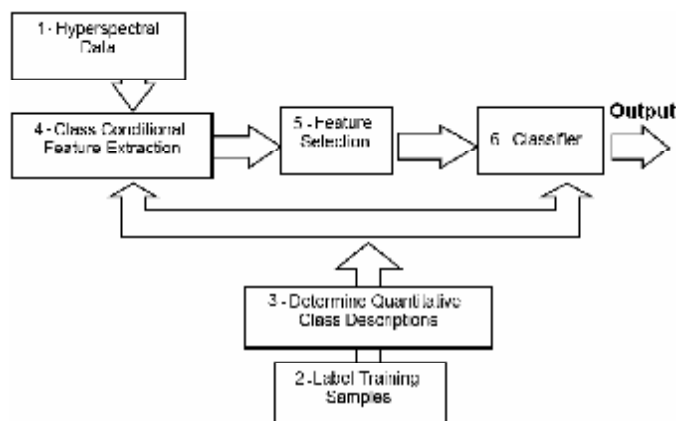 1- Hyperspectral
Data
4- Class Conditional
Feature Extraction
5- Feature
Selection
6. Classifier
Output
3- Determine Quantitative
Class Descriptions
2- Label Training
Samples